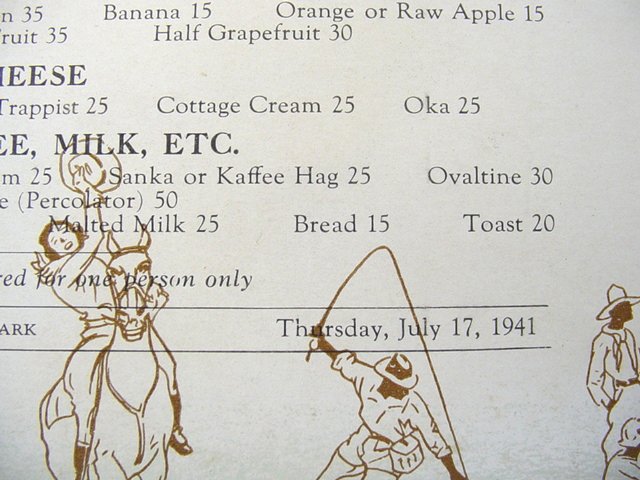 n 35 Banana 15 Orange or Raw Apple 15
ruit 35 Half Grapefruit 30
HEESE
Trappist 25 Cottage Cream 25 Oka 25
EE, MILK, ETC.
m 25 Sanka or Kaffee Hag 25 Ovaltine 30
e (Percolator) 50
Malted Milk 25 Bread 15 Toast 20
red for one person only
ARK Thursday, July 17, 1941